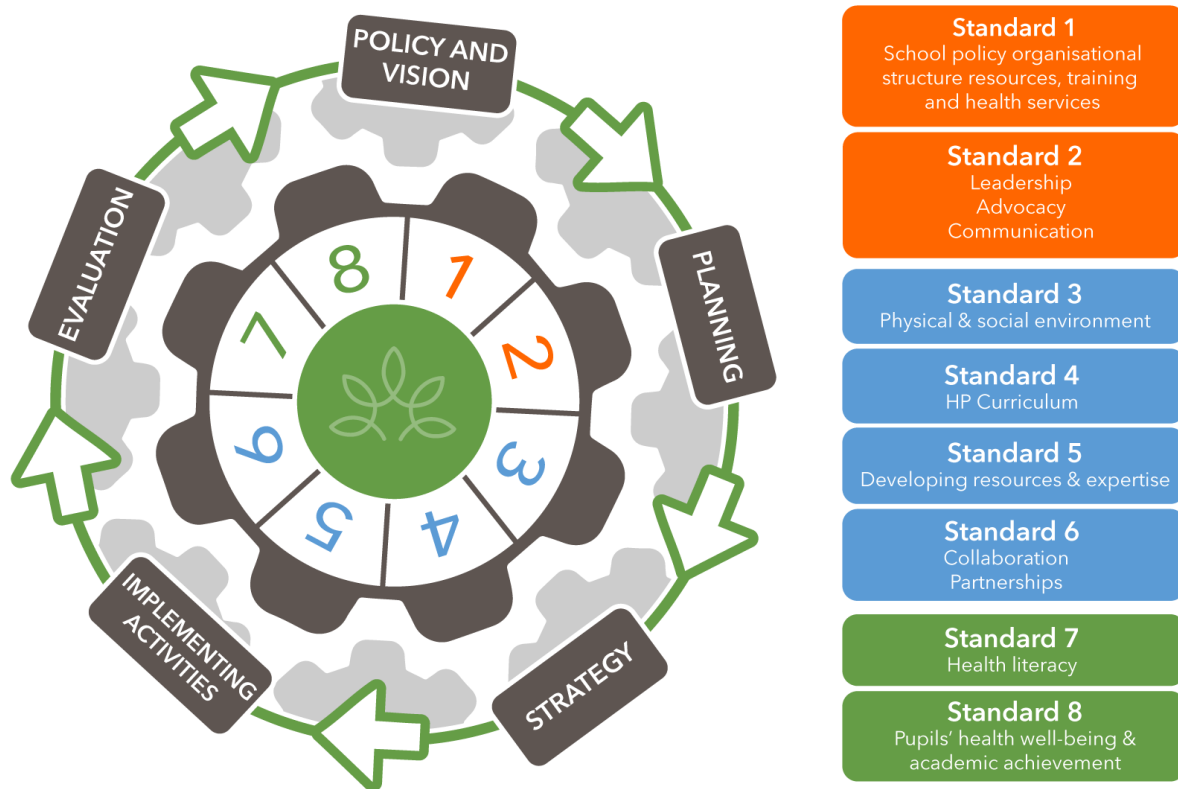 POLICY AND
VISION
PLANNING
STRATEGY
IMPLEMENTING
ACTIVITIES
EVALUATION
1
2
3
4
5
6
7
8
Standard 1
School policy organisational
structure resources, training
and health services
Standard 2
Leadership
Advocacy
Communication
Standard 3
Physical & social environment
Standard 4
HP Curriculum
Standard 5
Developing resources & expertise
Standard 6
Collaboration
Partnerships
Standard 7
Health literacy
Standard 8
Pupils’ health well-being &
academic achievement